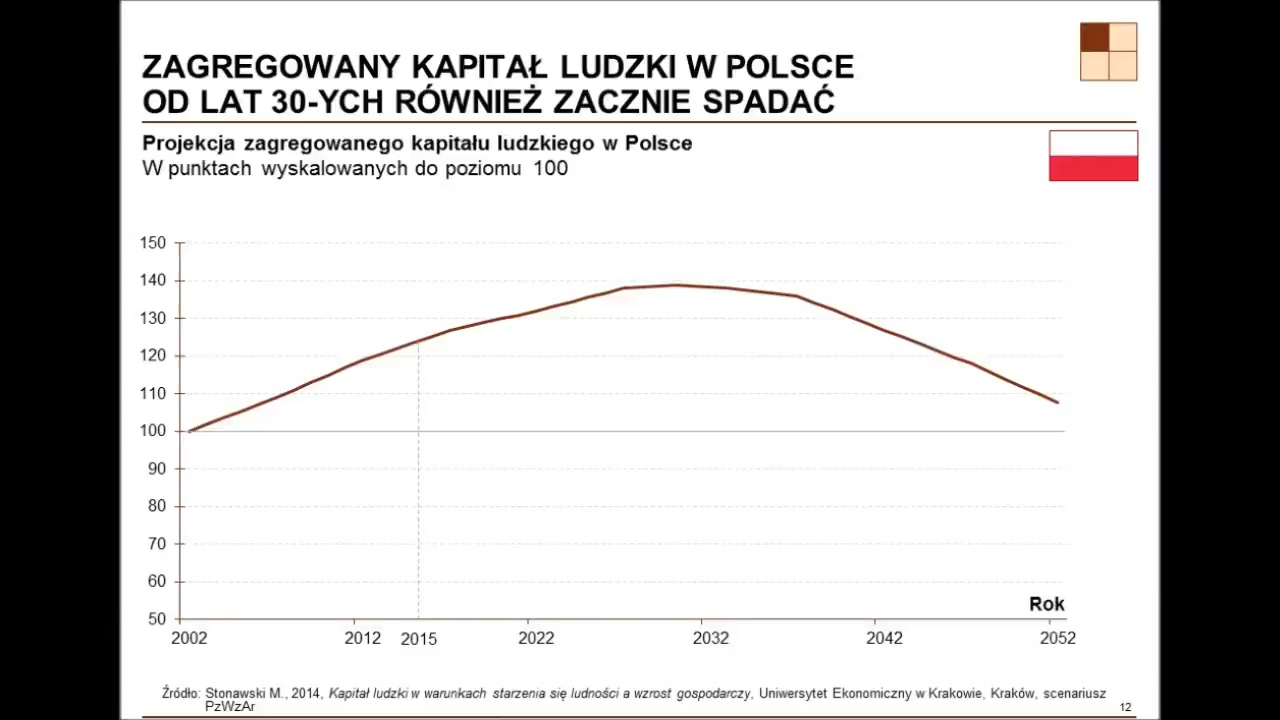 ZAGREGOWANY KAPITAŁ LUDZKI W POLSCE
OD LAT 30-YCH RÓWNIEŻ ZACZNIE SPADAĆ
Projekcja zagregowanego kapitału ludzkiego w Polsce
W punktach wyskalowanych do poziomu 100
150
140
130
120
110
100
90
80
70
60
50
Rok
2002 2012 2015 2022 2032 2042 2052
Źródło: Stonawski M., 2014, Kapitał ludzki w warunkach starzenia się ludności a wzrost gospodarczy, Uniwersytet Ekonomiczny w Krakowie, Kraków, scenariusz
PzWzAr
12